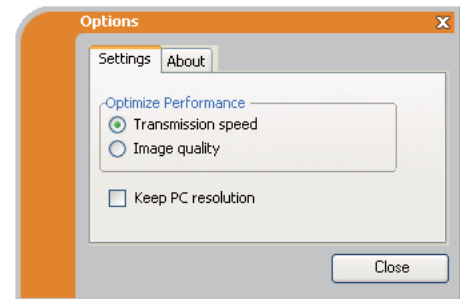 Options
Settings About
Optimize Performance
Transmission speed
Image quality
Keep PC resolution
Close